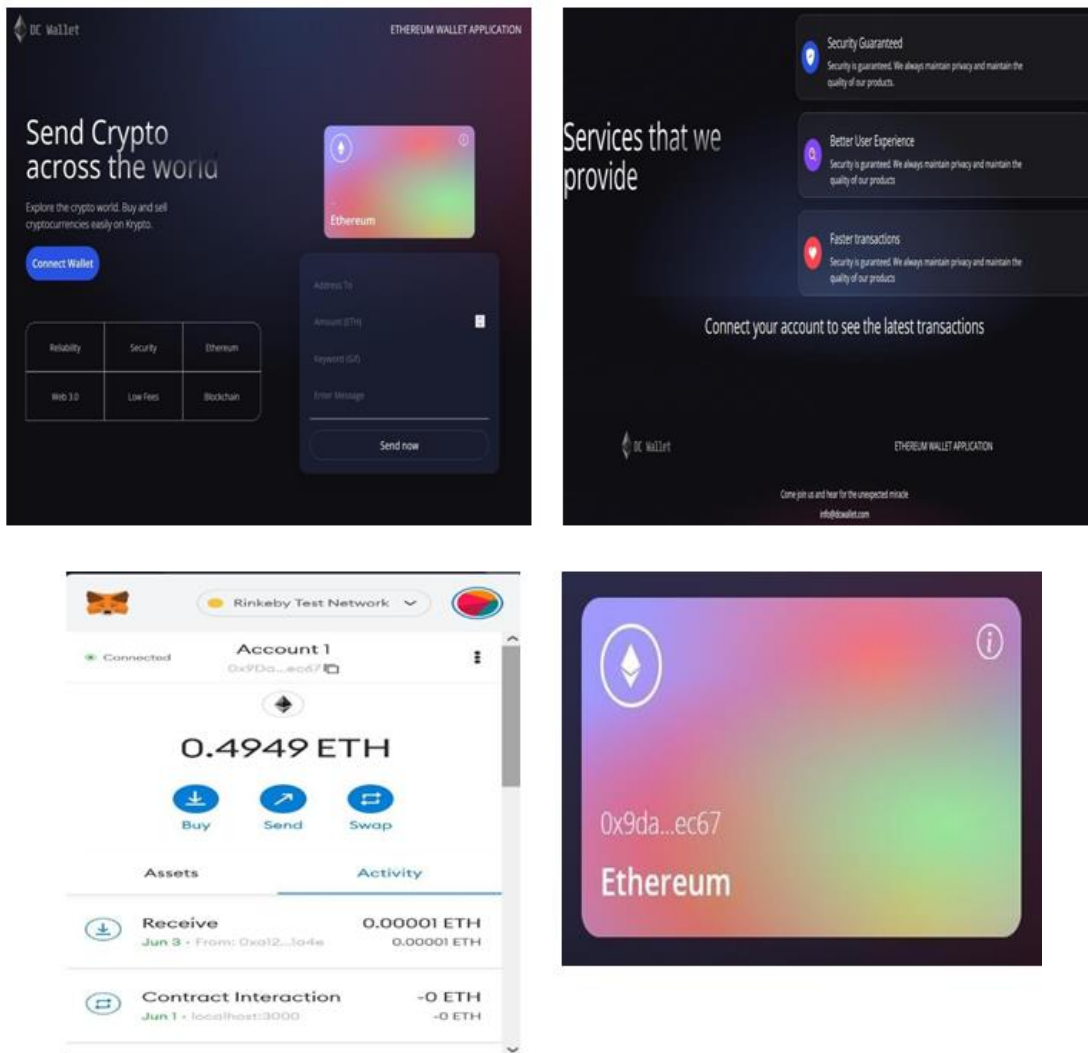 DC Wallet
ETHEREUM WALLET APPLICATION
Send Crypto
across the world
Explore the crypto world. Buy and sell
cryptocurrencies easily on Krypto.
Connect Wallet
Reliability
Security
Ethereum
Web 3.0
Low Fees
Blockchain
Ethereum
Address To
Amount (ETH)
Keyword (Gif)
Enter Message
Send now
Services that we
provide
Security Guaranteed
Security is guaranteed. We always maintain privacy and maintain the
quality of our products.
Better User Experience
Security is guranteed. We always maintain privacy and maintain the
quality of our products
Faster transactions
Security is guranteed. We always maintain privacy and maintain the
quality of our products
Connect your account to see the latest transactions
DC Wallet
ETHEREUM WALLET APPLICATION
Come join us and hear for the unexpected miracle
info@dcwallet.com
Rinkeby Test Network
Connected
Account 1
0x9Da...ec67
0.4949 ETH
Buy
Send
Swap
Assets
Activity
Receive
0.00001 ETH
Jun 3 · From: 0xa12...1a4e
0.00001 ETH
Contract Interaction
-0 ETH
Jun 1 · localhost:3000
-0 ETH
0x9da...ec67
Ethereum